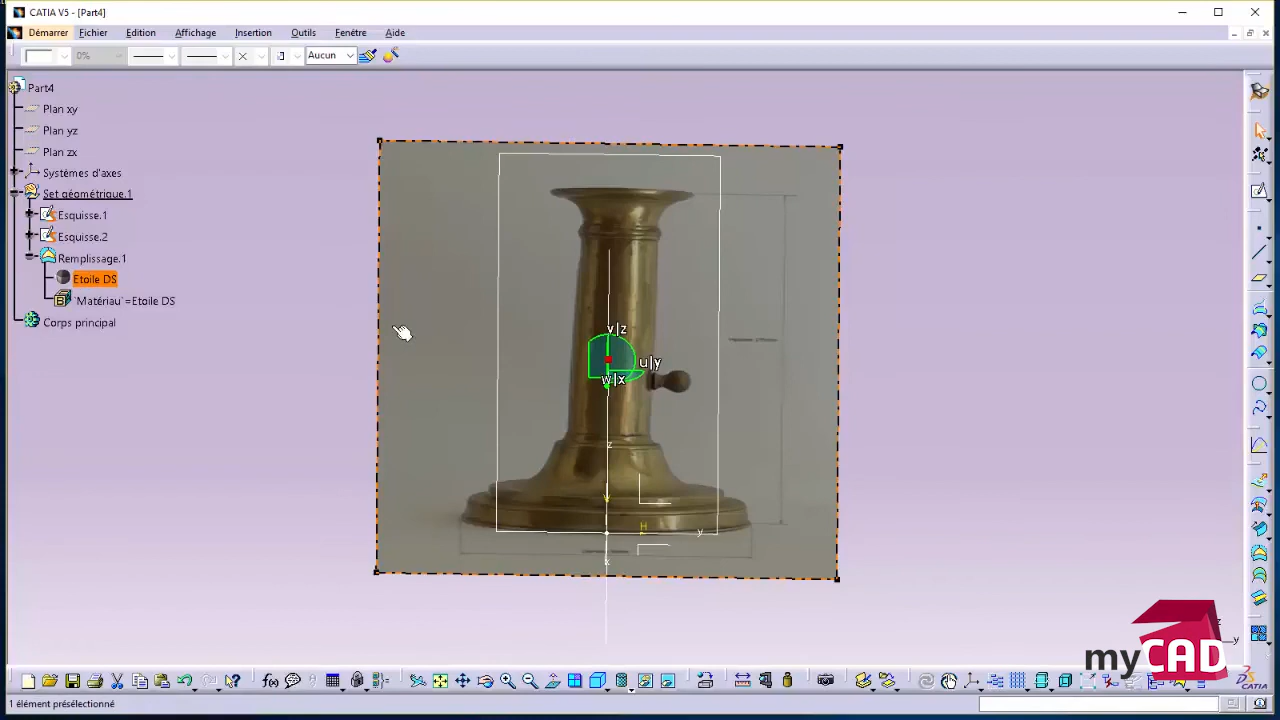 CATIA V5 - [Part4]
Démarrer Fichier Edition Affichage Insertion Outils Fenêtre Aide
0% Aucun
Part4
Plan xy
Plan yz
Plan zx
Systèmes d'axes
Set géométrique.1
Esquisse.1
Esquisse.2
Remplissage.1
Etoile DS
Matériau`=Etoile DS
Corps principal
v|z
u|y
w|x
z
V
H
y
x
z
y
myCAD
f(x)
CATIA
1 élément présélectionné